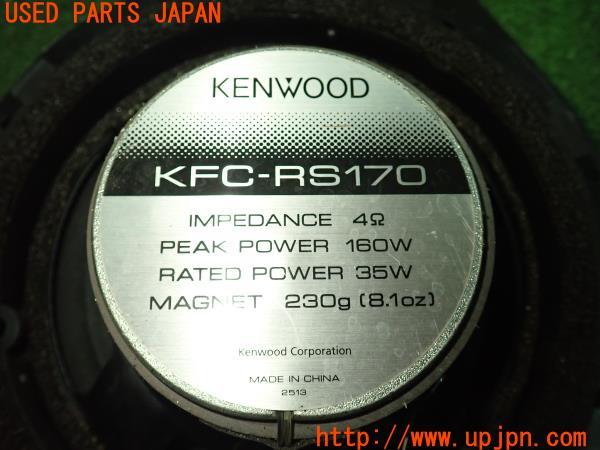 USED PARTS JAPAN
KENWOOD
KFC-RS170
IMPEDANCE 4Ω
PEAK POWER 160W
RATED POWER 35W
MAGNET 230g (8.1oz)
Kenwood Corporation
MADE IN CHINA
2513
http://www.upjpn.com